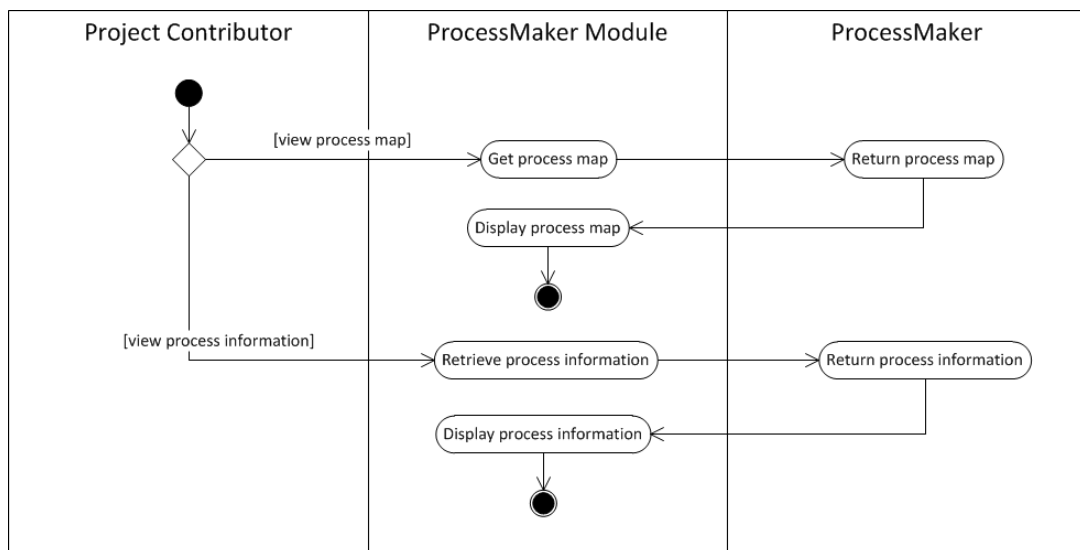 Project Contributor
ProcessMaker Module
ProcessMaker
[view process map]
Get process map
Return process map
Display process map
[view process information]
Retrieve process information
Return process information
Display process information